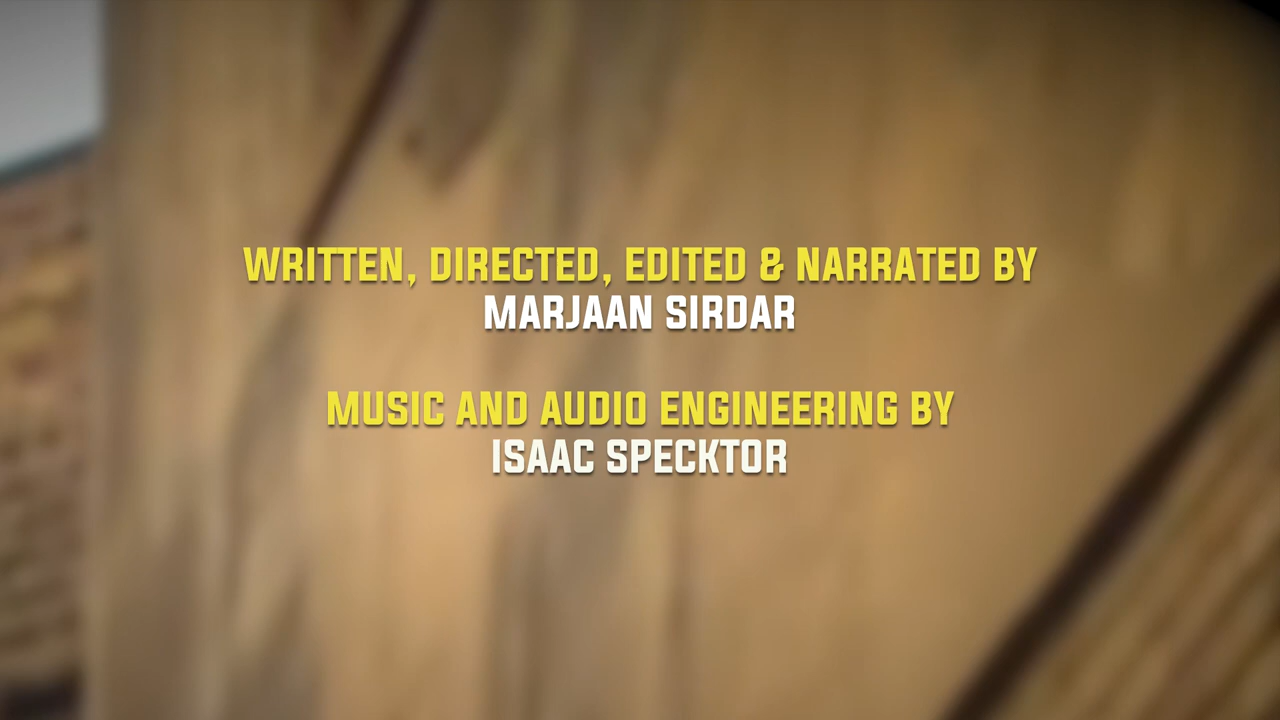 WRITTEN, DIRECTED, EDITED & NARRATED BY
MARJAAN SIRDAR
MUSIC AND AUDIO ENGINEERING BY
ISAAC SPECKTOR